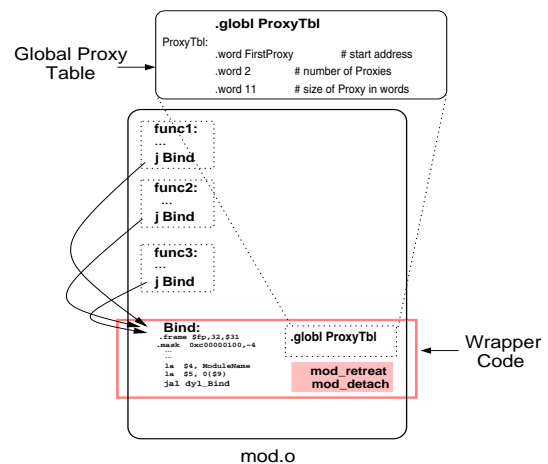 .globl ProxyTbl
ProxyTbl:
.word FirstProxy # start address
.word 2 # number of Proxies
.word 11 # size of Proxy in words
Global Proxy
Table
func1:
...
j Bind
func2:
...
j Bind
func3:
...
j Bind
Bind:
.frame $fp,32,$31
.mask 0xc00000100,-4
...
...
la $4, ModuleName
la $5, 0($9)
jal dyl_Bind
.globl ProxyTbl
mod_retreat
mod_detach
Wrapper
Code
mod.o